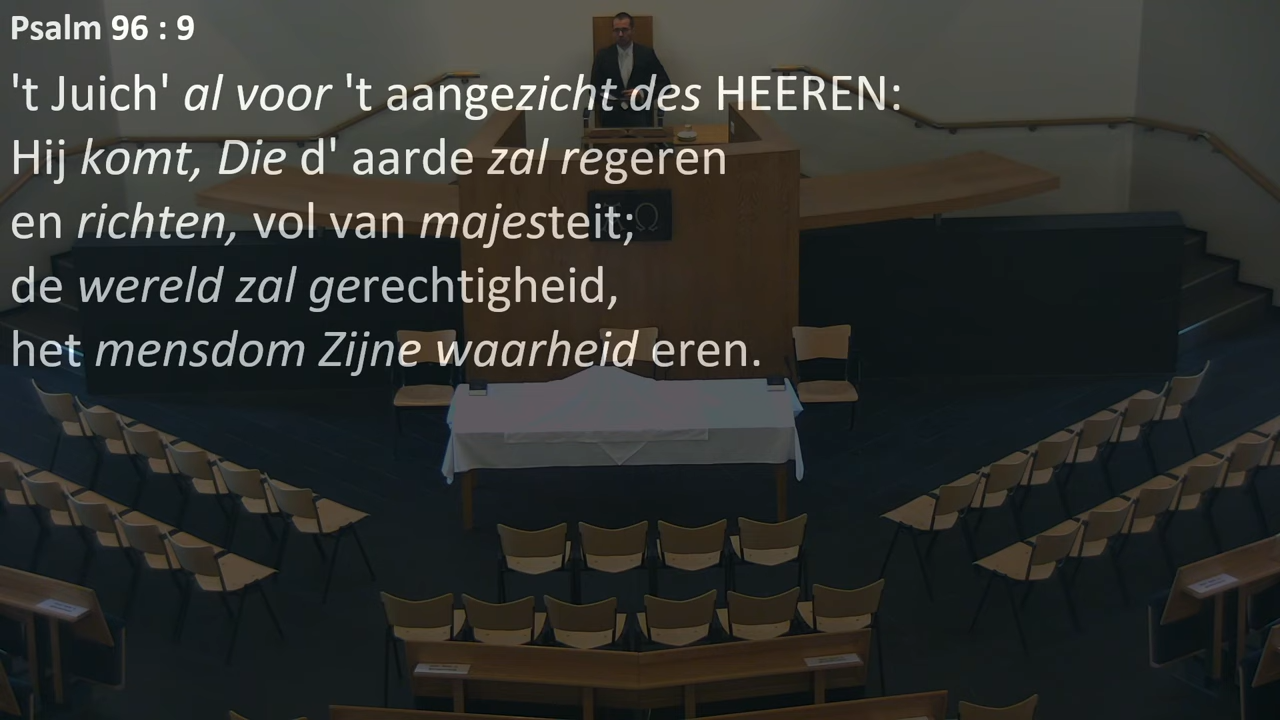 Psalm 96 : 9
't Juich' al voor 't aangezicht des HEEREN:
Hij komt, Die d' aarde zal regeren
en richten, vol van majesteit;
de wereld zal gerechtigheid,
het mensdom Zijne waarheid eren.
ΑΩ